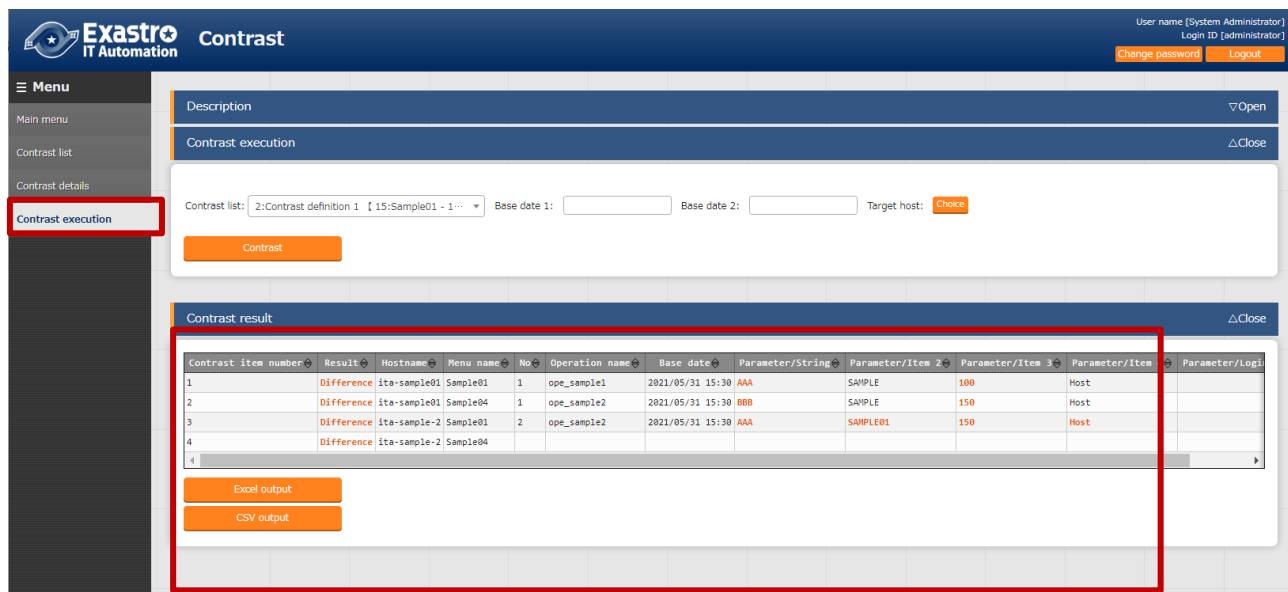 Exastro
IT Automation
Contrast
User name [System Administrator]
Login ID [administrator]
Change password
Logout
☰ Menu
Main menu
Contrast list
Contrast details
Contrast execution
Description ▽Open
Contrast execution △Close
Contrast list: 2:Contrast definition 1 【 15:Sample01 - 1… Base date 1: Base date 2: Target host: Choice
Contrast
Contrast result △Close
Contrast item number Result Hostname Menu name No Operation name Base date Parameter/String Parameter/Item 2 Parameter/Item 3 Parameter/Item Parameter/Logi
1 Difference ita-sample01 Sample01 1 ope_sample1 2021/05/31 15:30 AAA SAMPLE 100 Host
2 Difference ita-sample01 Sample04 1 ope_sample2 2021/05/31 15:30 BBB SAMPLE 150 Host
3 Difference ita-sample-2 Sample01 2 ope_sample2 2021/05/31 15:30 AAA SAMPLE01 150 Host
4 Difference ita-sample-2 Sample04
Excel output
CSV output